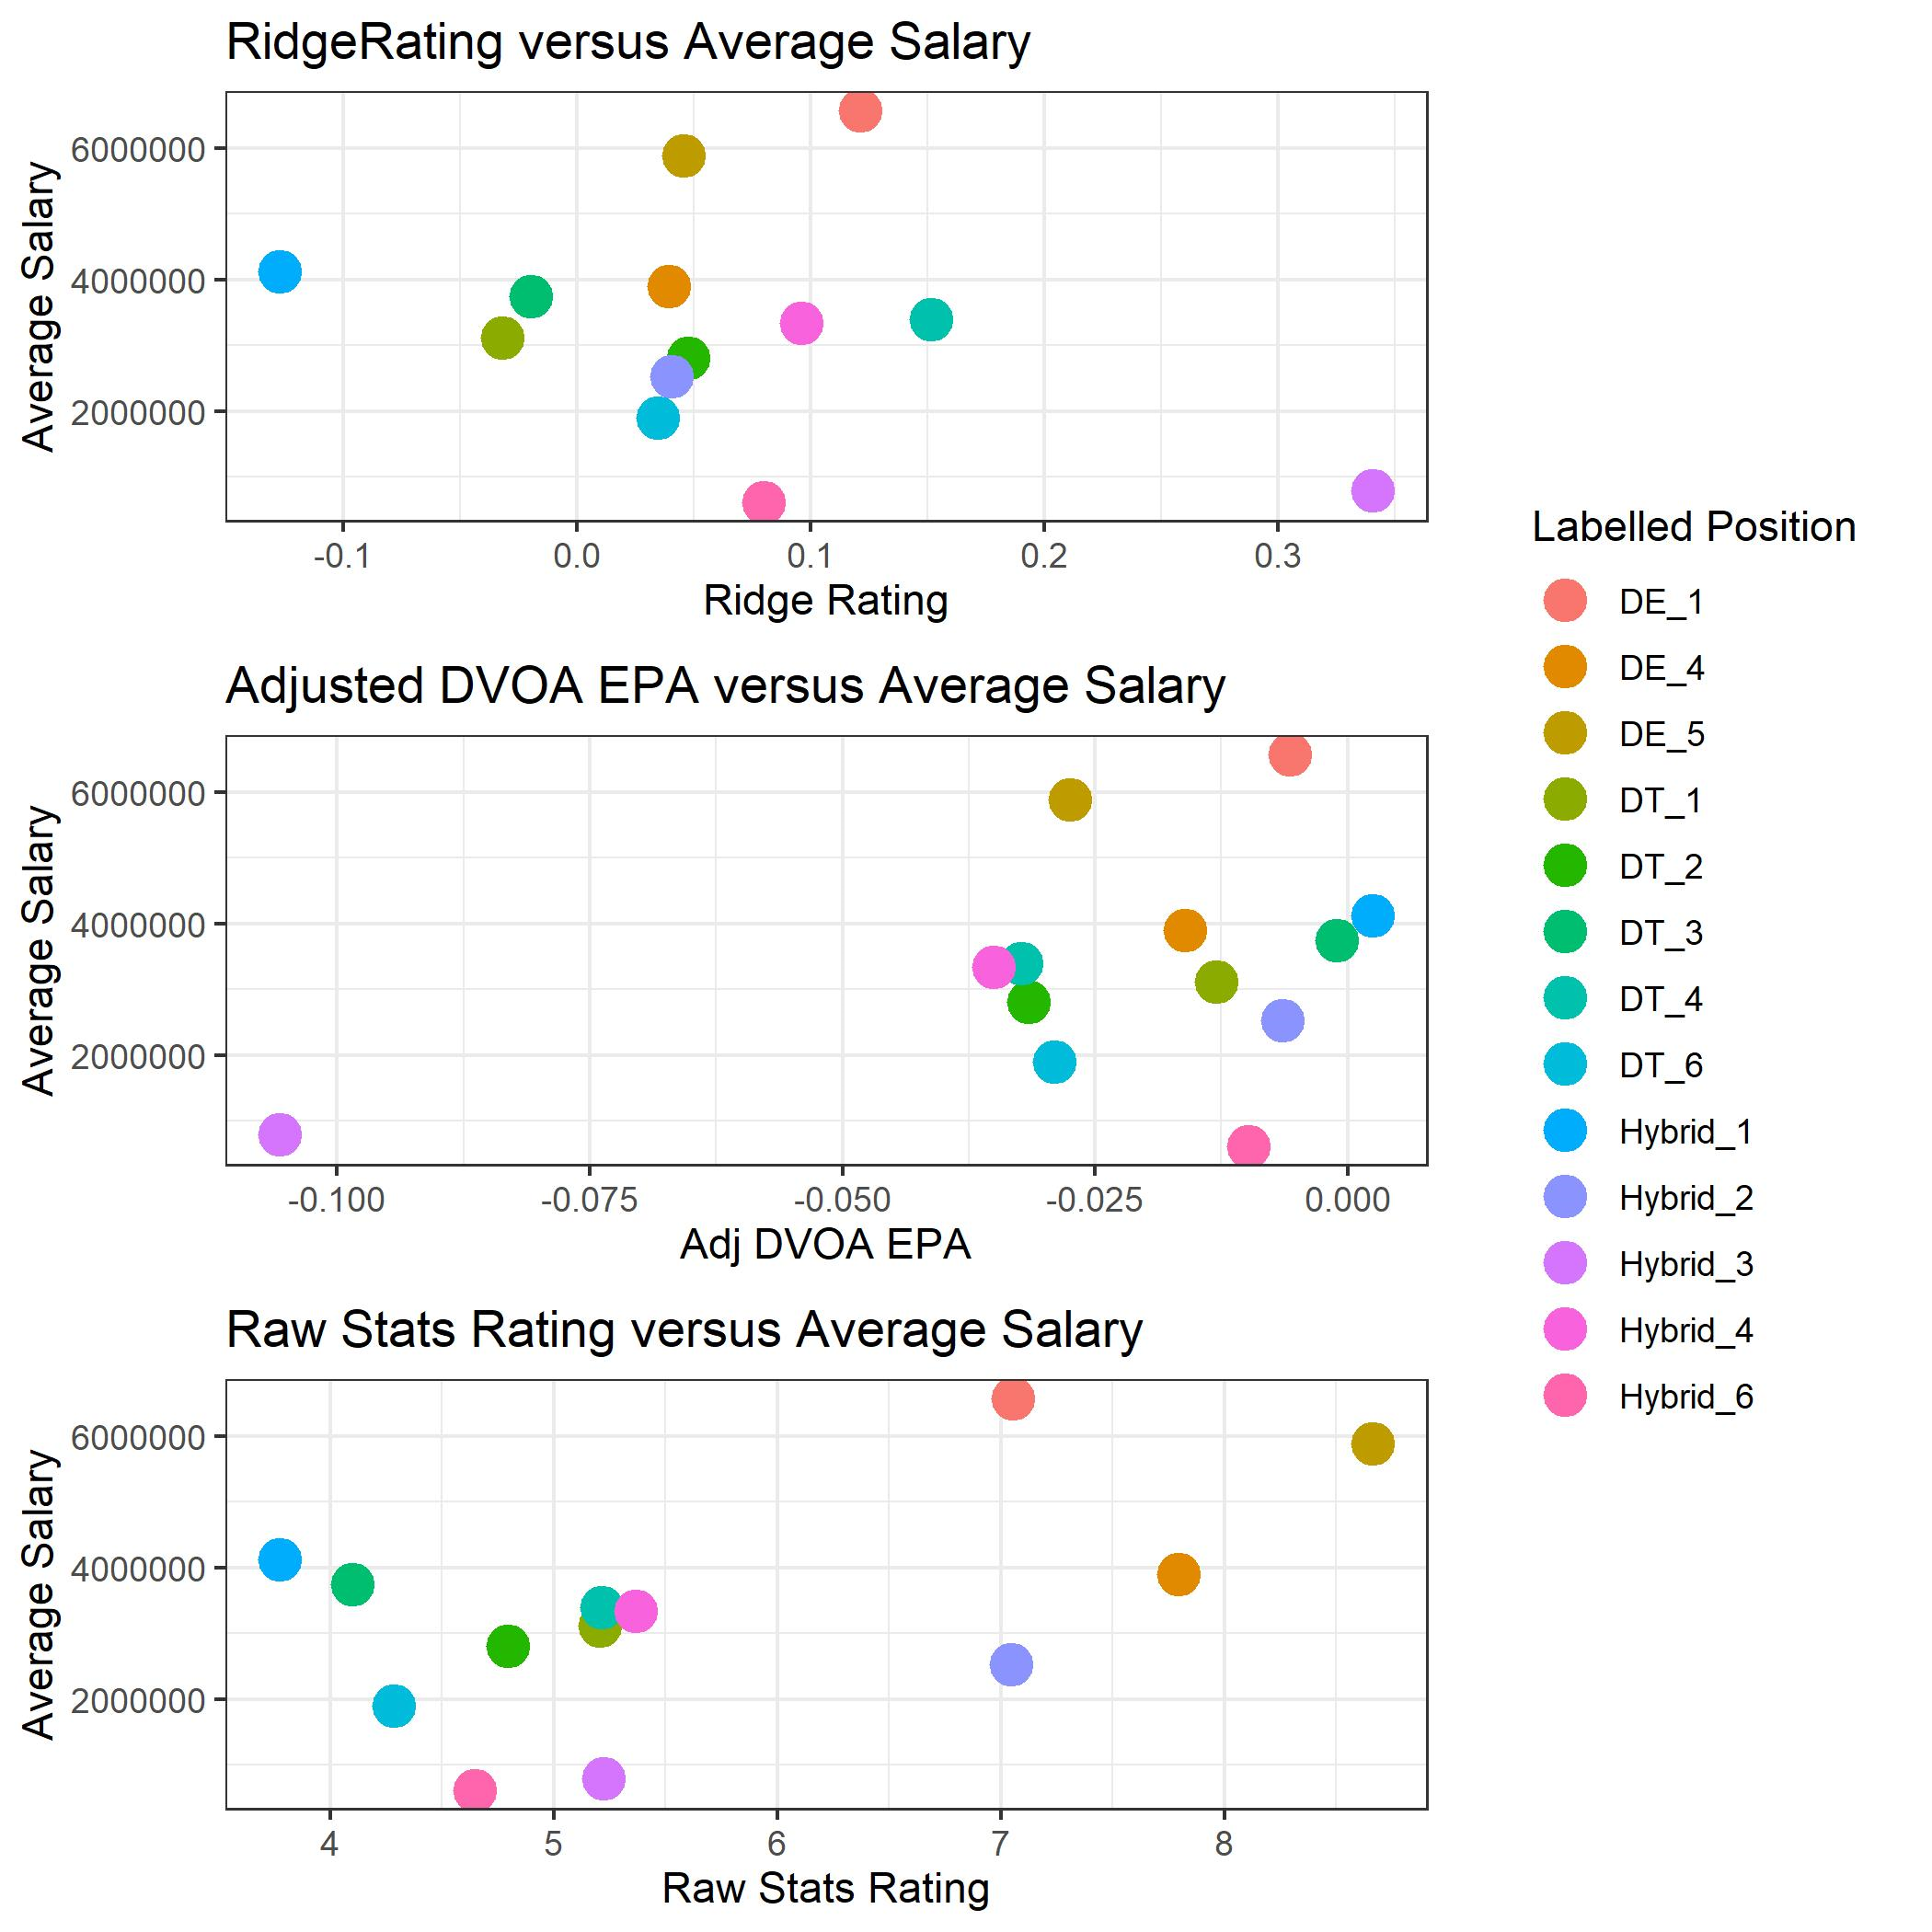 RidgeRating versus Average Salary
Average Salary
6000000
4000000
2000000
-0.1 0.0 0.1 0.2 0.3
Ridge Rating
Adjusted DVOA EPA versus Average Salary
Average Salary
6000000
4000000
2000000
-0.100 -0.075 -0.050 -0.025 0.000
Adj DVOA EPA
Raw Stats Rating versus Average Salary
Average Salary
6000000
4000000
2000000
4 5 6 7 8
Raw Stats Rating
Labelled Position
DE_1
DE_4
DE_5
DT_1
DT_2
DT_3
DT_4
DT_6
Hybrid_1
Hybrid_2
Hybrid_3
Hybrid_4
Hybrid_6